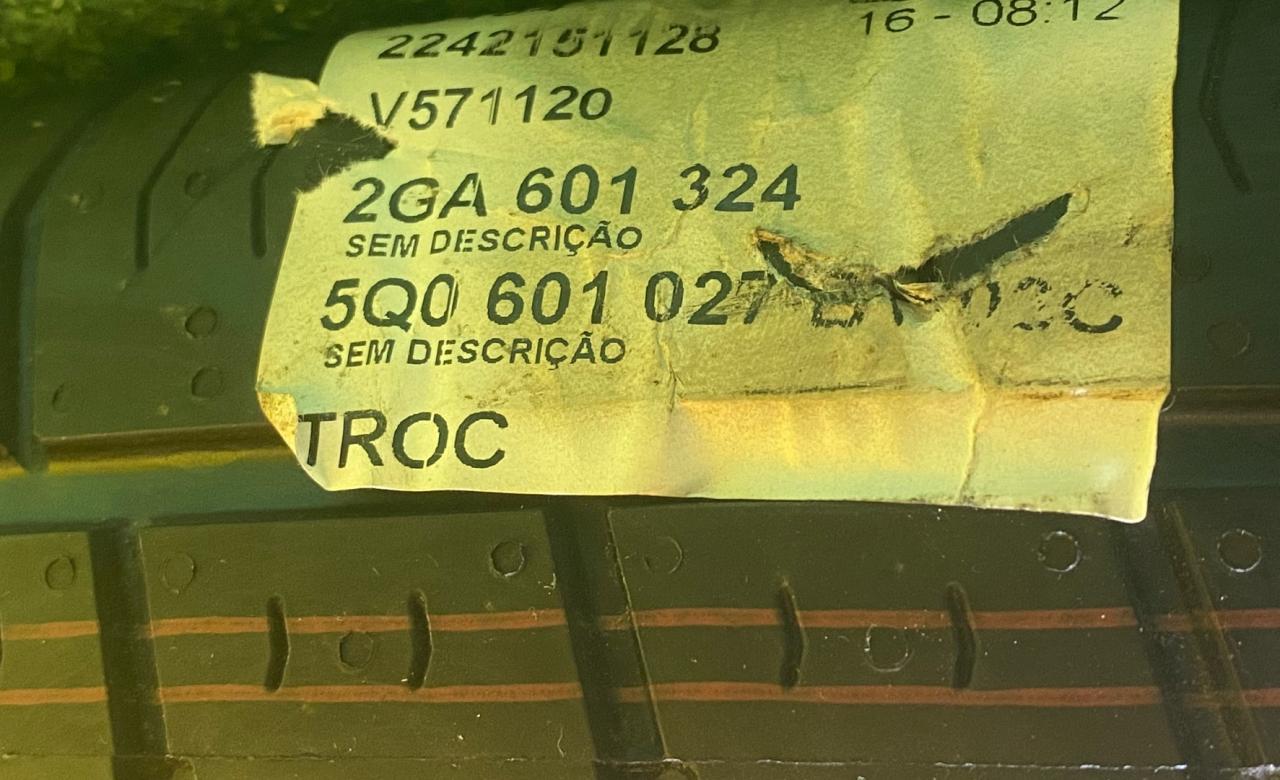 16 - 08:12
2242151128
V571120
2GA 601 324
SEM DESCRIÇÃO
5Q0 601 027
SEM DESCRIÇÃO
TROC